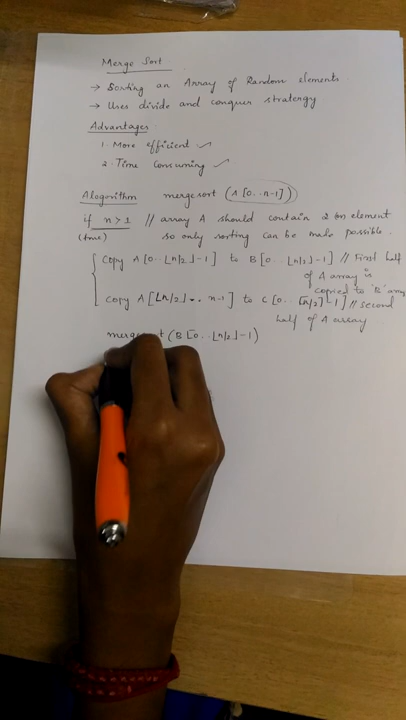 Merge Sort
→ Sorting an Array of Random elements
→ Uses divide and conquer stratergy
Advantages
1. More efficient ✓
2. Time Consuming ✓
Alogorithm mergesort (A[0..n-1])
if n>1 // array A should contain 2 (or) element
(true) so only sorting can be made possible.
Copy A[0..⌊n/2⌋-1] to B[0..⌊n/2⌋-1] // First half
of A array is
copied to 'B' array
Copy A[⌊n/2⌋..n-1] to C[0..⌈n/2⌉-1] // second
half of A array
(B[0..⌊n/2⌋-1)